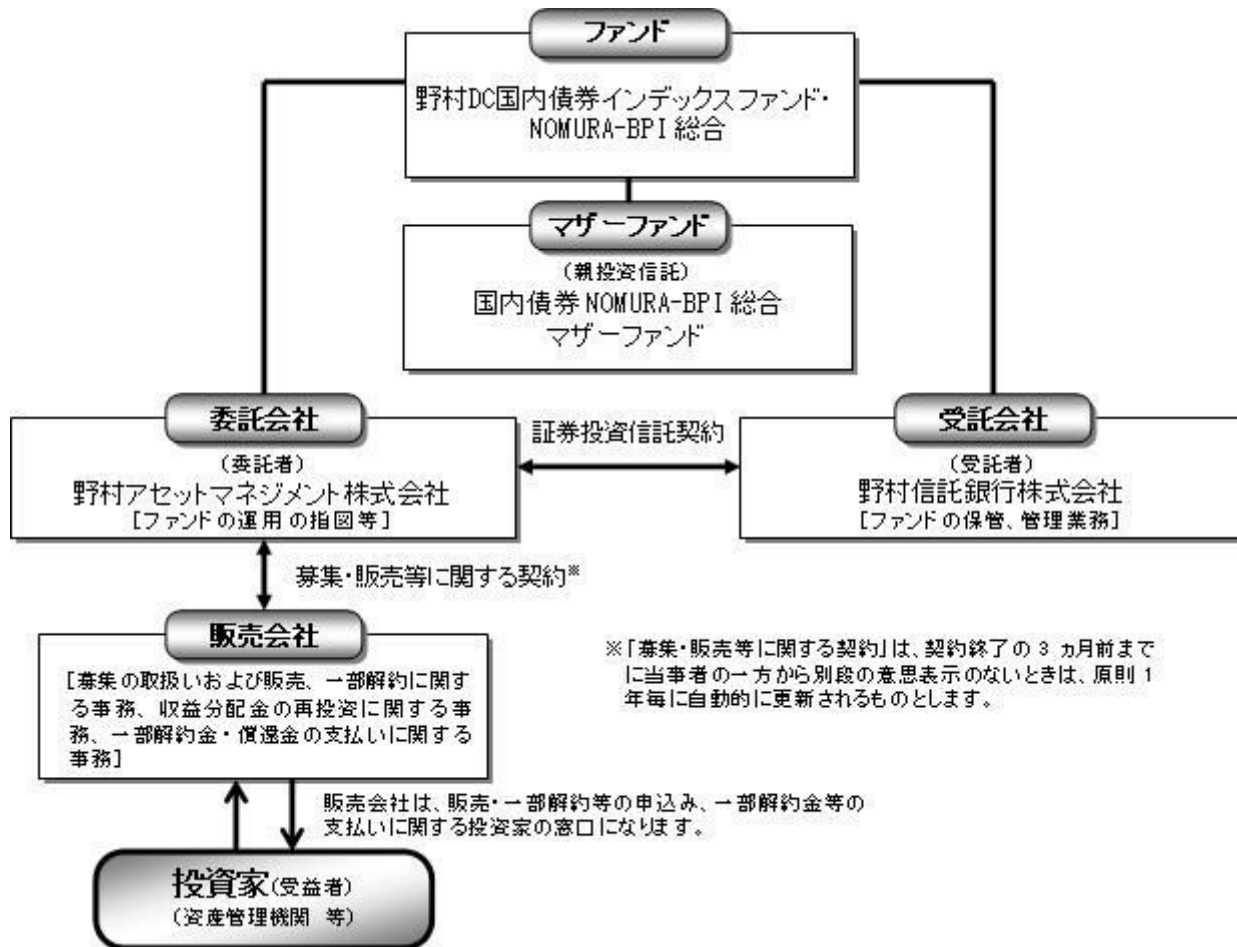 ファンド
野村DC国内債券インデックスファンド・
NOMURA-BPI 総合
マザーファンド
(親投資信託)
国内債券 NOMURA-BPI 総合
マザーファンド
委託会社
(委託者)
野村アセットマネジメント株式会社
[ファンドの運用の指図等]
証券投資信託契約
受託会社
(受託者)
野村信託銀行株式会社
[ファンドの保管、管理業務]
募集・販売等に関する契約※
販売会社
[募集の取扱いおよび販売、一部解約に関す
る事務、収益分配金の再投資に関する事
務、一部解約金・償還金の支払いに関する
事務]
※「募集・販売等に関する契約」は、契約終了の 3 ヵ月前まで
に当事者の一方から別段の意思表示のないときは、原則 1
年毎に自動的に更新されるものとします。
販売会社は、販売・一部解約等の申込み、一部解約金等の
支払いに関する投資家の窓口になります。
投資家(受益者)
(資産管理機関 等)